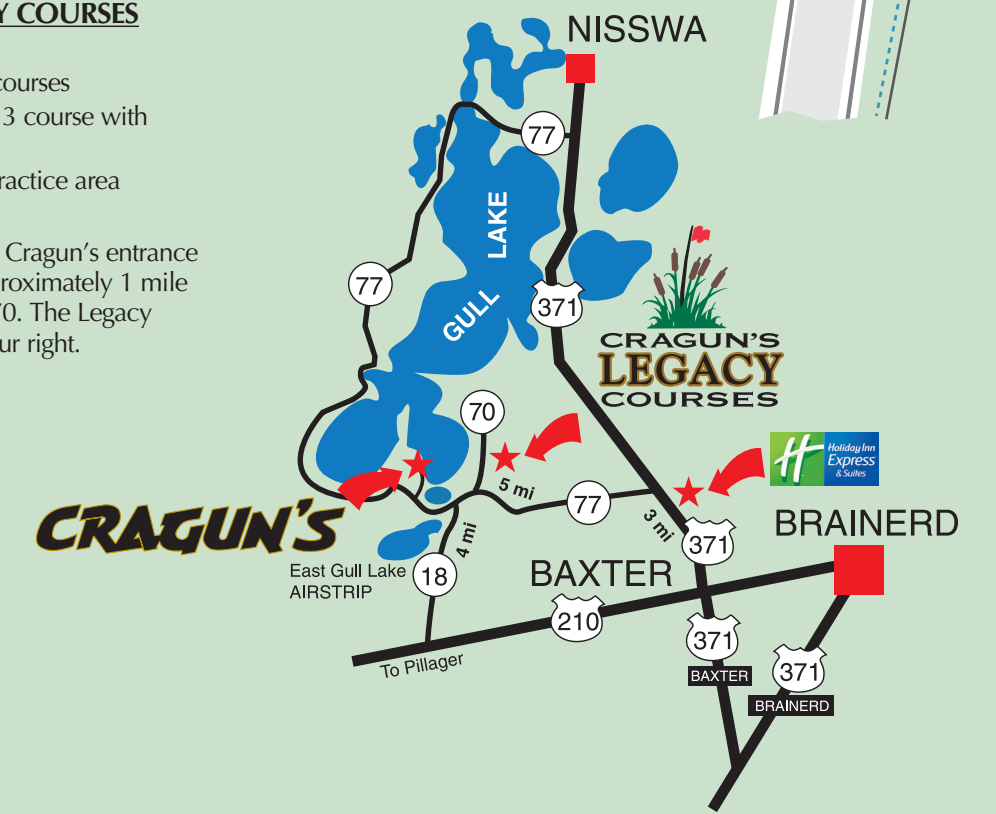 Y COURSES
courses
3 course with
ractice area
Cragun's entrance
roximately 1 mile
70. The Legacy
ur right.
NISSWA
77
77
GULL LAKE
371
CRAGUN'S
LEGACY
COURSES
70
5 mi
77
3 mi
Holiday Inn
Express
& Suites
CRAGUN'S
4 mi
371
BRAINERD
East Gull Lake
AIRSTRIP
18
BAXTER
210
To Pillager
371
BAXTER
371
BRAINERD